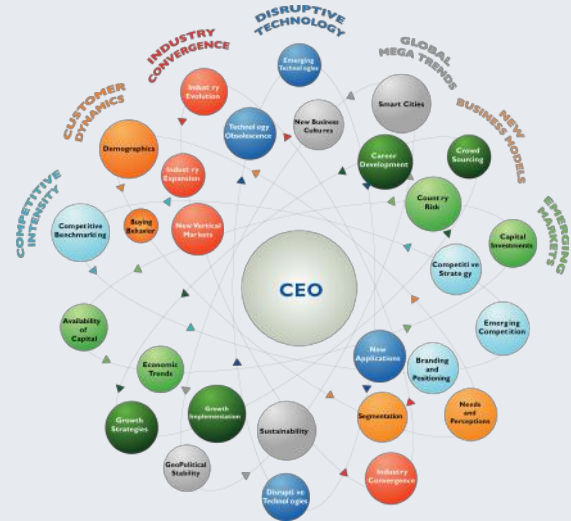 DISRUPTIVE
TECHNOLOGY
INDUSTRY
CONVERGENCE
GLOBAL
MEGA TRENDS
CUSTOMER
DYNAMICS
NEW
BUSINESS MODELS
COMPETITIVE
INTENSITY
EMERGING
MARKETS
Emerging
Technologies
Industry
Evolution
Smart Cities
Technology
Obsolescence
New Business
Cultures
Demographics
Career
Development
Crowd
Sourcing
Industry
Expansion
Country
Risk
Competitive
Benchmarking
Buying
Behavior
New Vertical
Markets
Capital
Investments
Competitive
Strategy
CEO
Availability
of
Capital
Emerging
Competition
Economic
Trends
New
Applications
Branding
and
Positioning
Growth
Strategies
Growth
Implementation
Sustainability
Segmentation
Needs
and
Perceptions
GeoPolitical
Stability
Industry
Convergence
Disruptive
Technologies